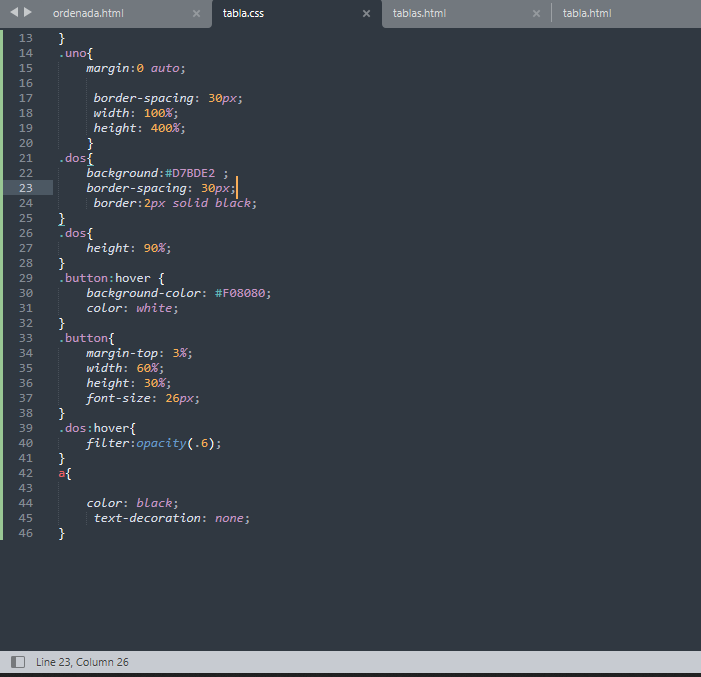 ordenada.html × tabla.css × tablas.html × tabla.html
13 }
14 .uno{
15 margin:0 auto;
16
17 border-spacing: 30px;
18 width: 100%;
19 height: 400%;
20 }
21 .dos{
22 background:#D7BDE2 ;
23 border-spacing: 30px;
24 border:2px solid black;
25 }
26 .dos{
27 height: 90%;
28 }
29 .button:hover {
30 background-color: #F08080;
31 color: white;
32 }
33 .button{
34 margin-top: 3%;
35 width: 60%;
36 height: 30%;
37 font-size: 26px;
38 }
39 .dos:hover{
40 filter:opacity(.6);
41 }
42 a{
43
44 color: black;
45 text-decoration: none;
46 }
Line 23, Column 26